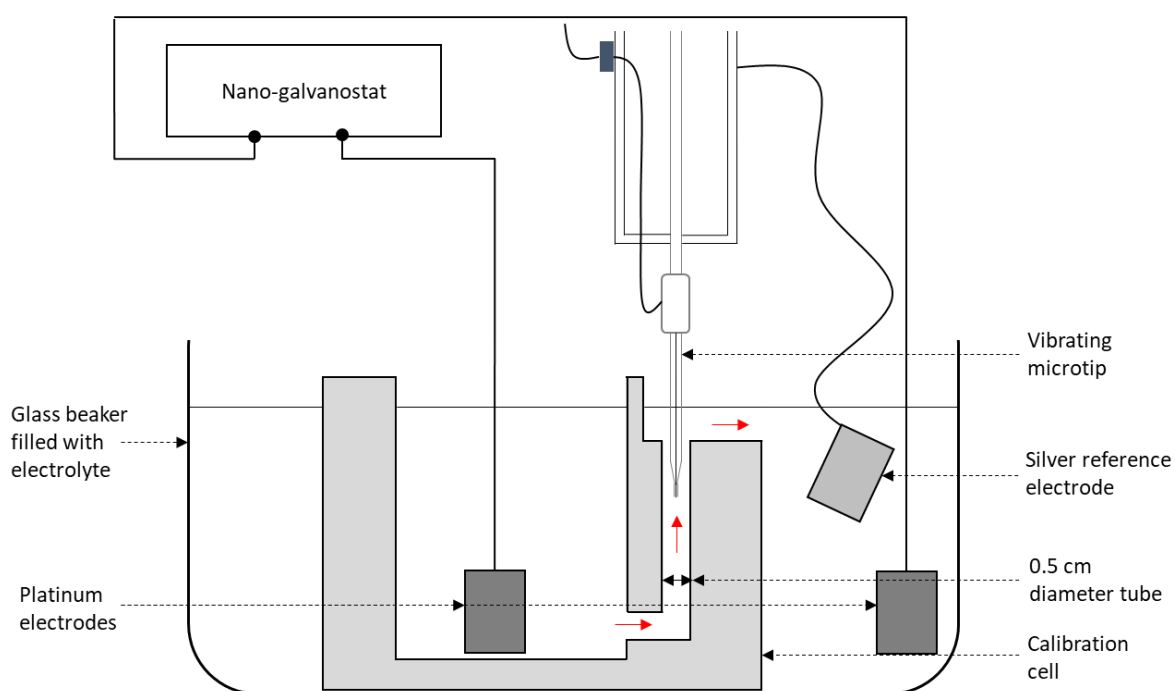 Nano-galvanostat
Vibrating
microtip
Glass beaker
filled with
electrolyte
Silver reference
electrode
Platinum
electrodes
0.5 cm
diameter tube
Calibration
cell